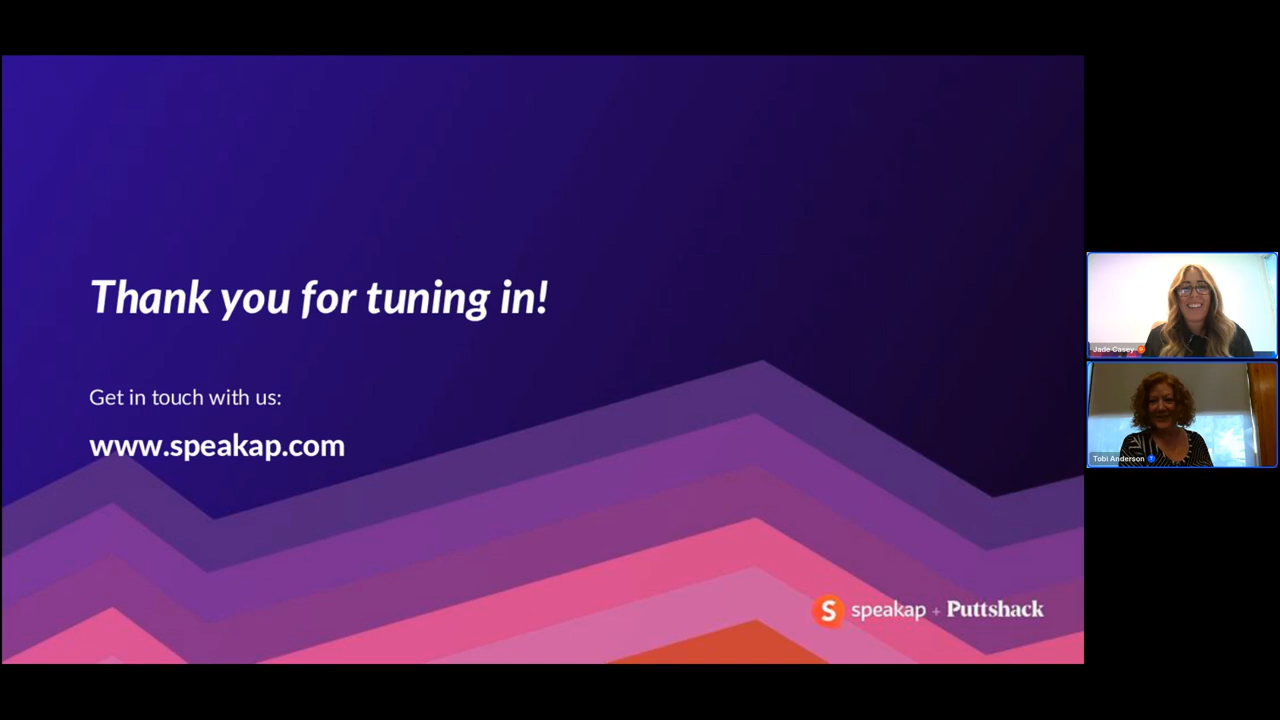 Thank you for tuning in!
Get in touch with us:
www.speakap.com
S speakap + Puttshack
Jade Casey
Tobi Anderson